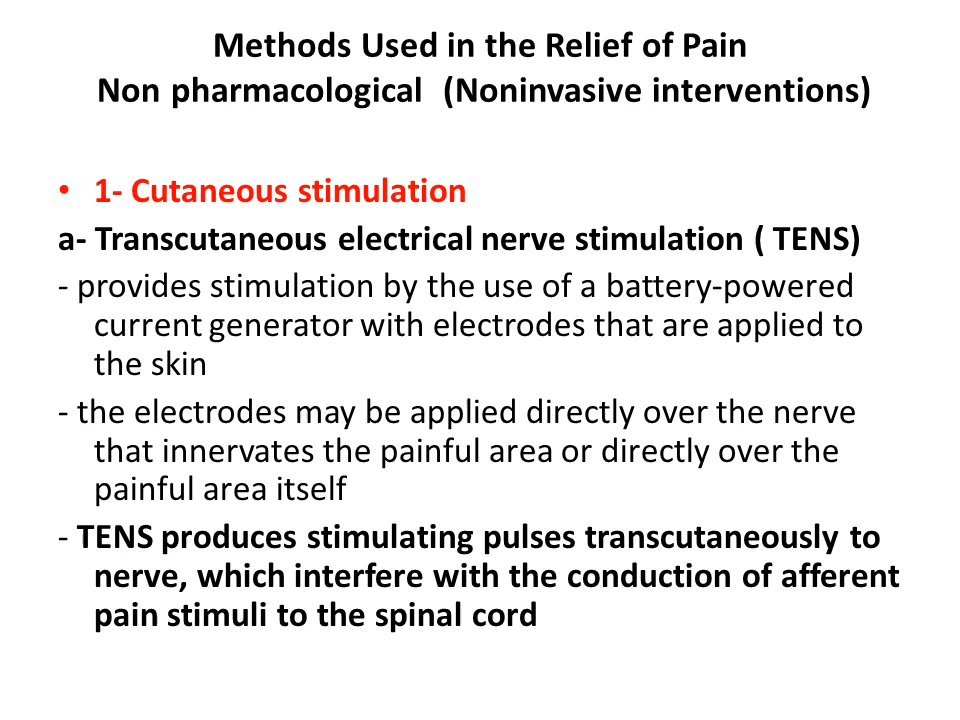 Methods Used in the Relief of Pain
Non pharmacological (Noninvasive interventions)
• 1- Cutaneous stimulation
a- Transcutaneous electrical nerve stimulation ( TENS)
- provides stimulation by the use of a battery-powered
current generator with electrodes that are applied to
the skin
- the electrodes may be applied directly over the nerve
that innervates the painful area or directly over the
painful area itself
- TENS produces stimulating pulses transcutaneously to
nerve, which interfere with the conduction of afferent
pain stimuli to the spinal cord